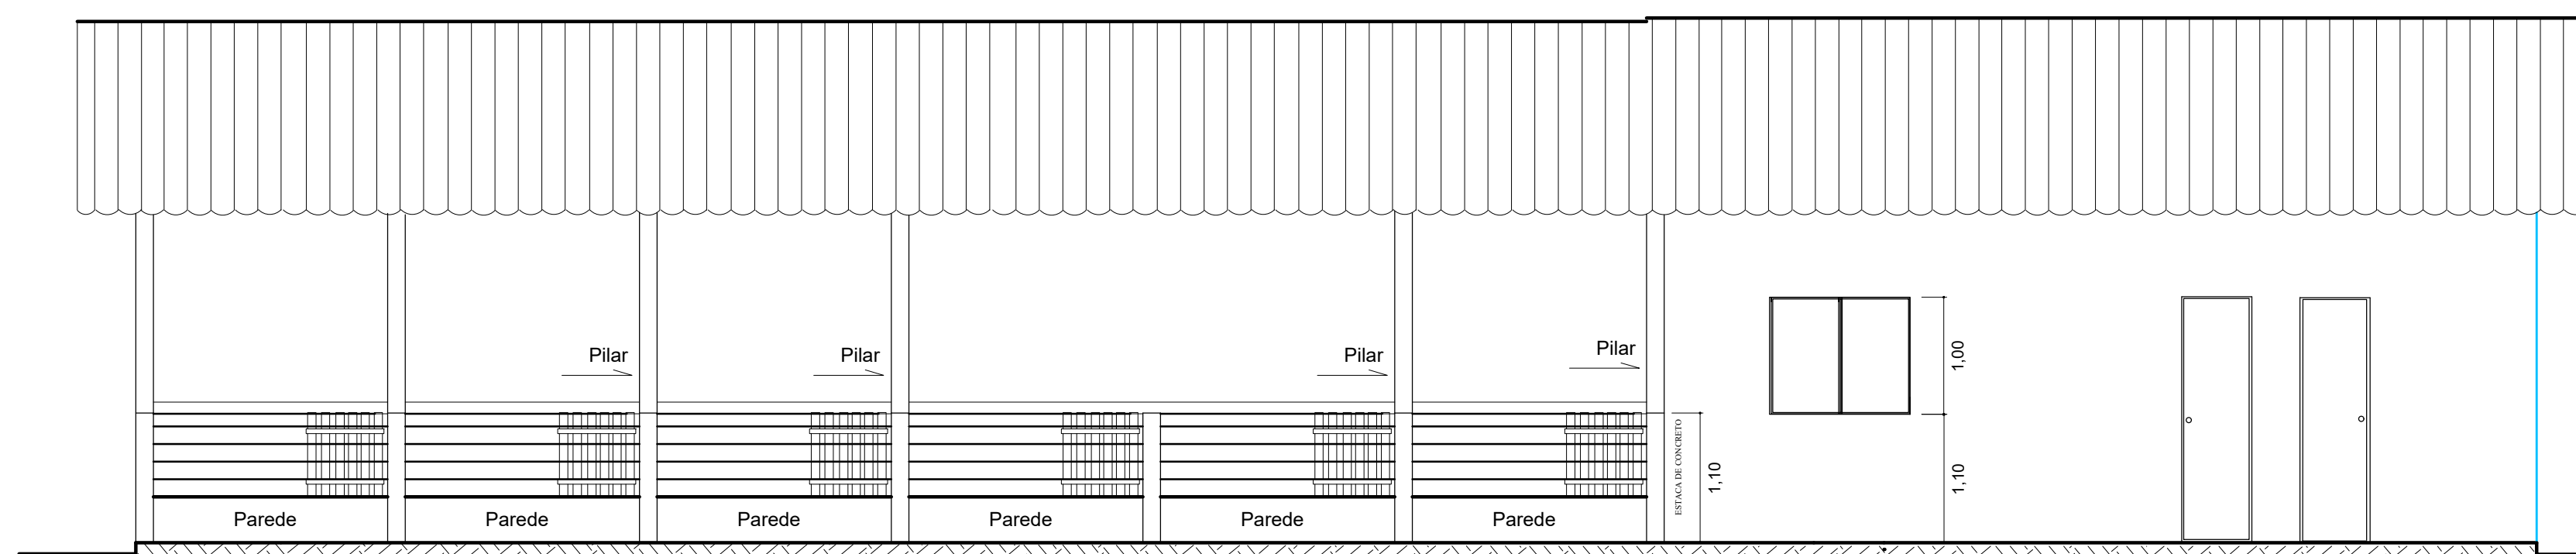 Pilar
Pilar
Pilar
Pilar
1,00
ESTACA DE CONCRETO
1,10
1,10
Parede
Parede
Parede
Parede
Parede
Parede